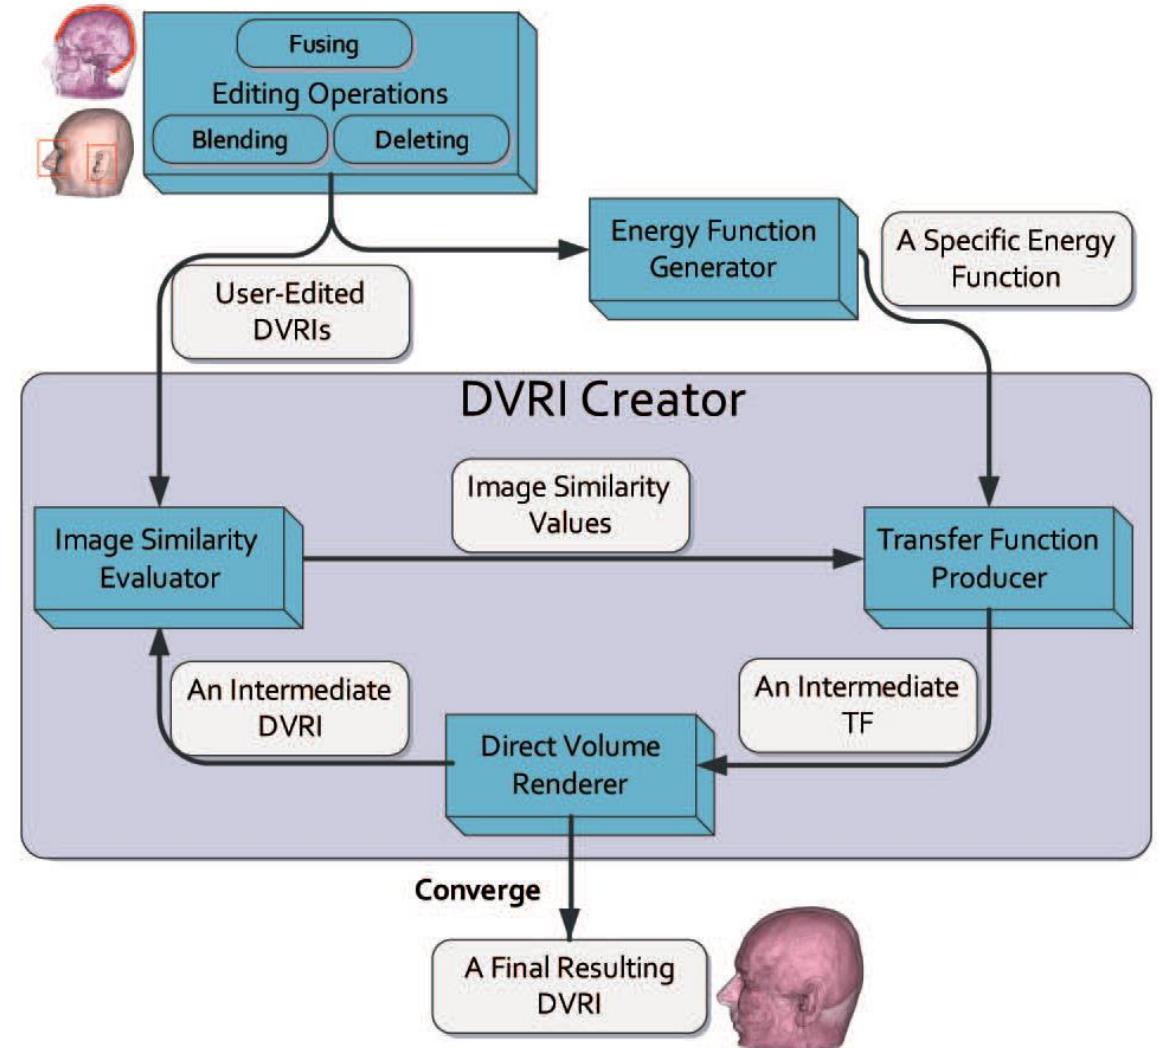 Fusing
Editing Operations
Blending
Deleting
Energy Function
Generator
A Specific Energy
Function
User-Edited
DVRIs
DVRI Creator
Image Similarity
Values
Image Similarity
Evaluator
Transfer Function
Producer
An Intermediate
DVRI
An Intermediate
TF
Direct Volume
Renderer
Converge
A Final Resulting
DVRI